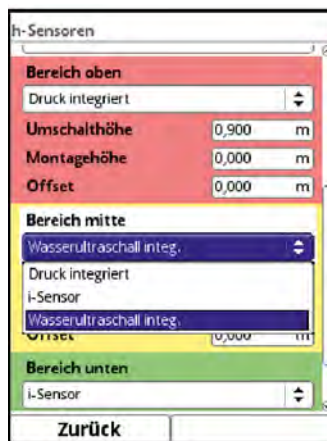 h-Sensoren
Bereich oben
Druck integriert
Umschalthöhe 0,900 m
Montagehöhe 0,000 m
Offset 0,000 m
Bereich mitte
Wasserultraschall integ.
Druck integriert
i-Sensor
Wasserultraschall integ.
Offset 0,000 m
Bereich unten
i-Sensor
Zurück